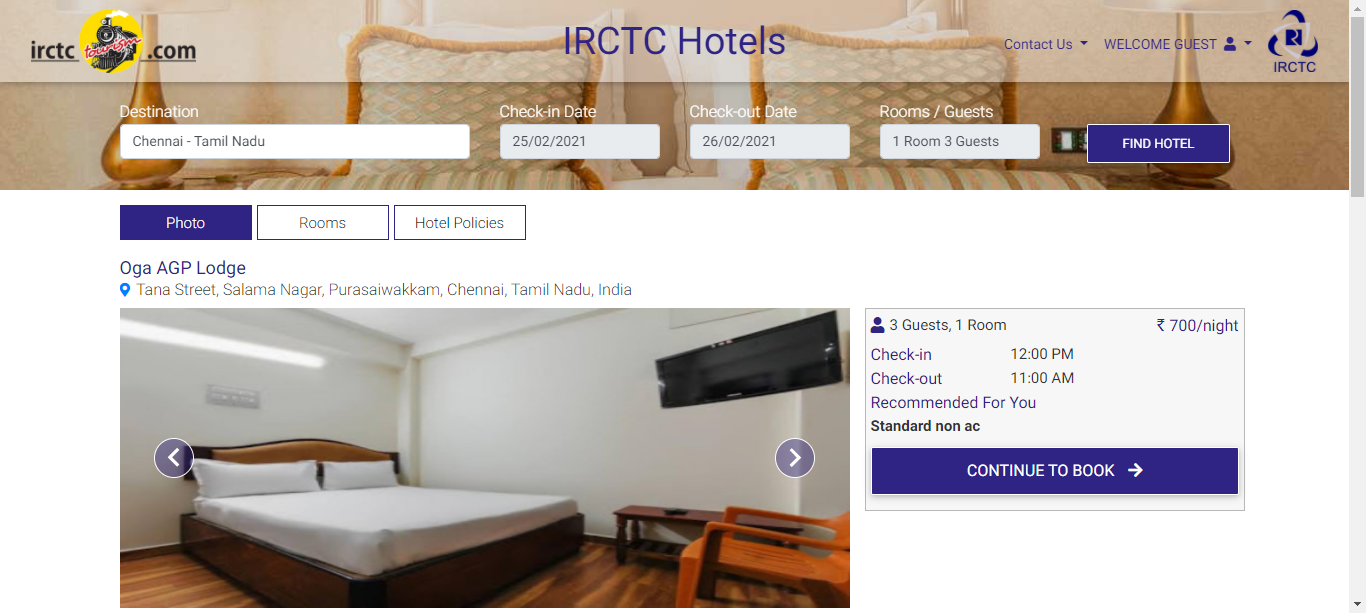 irctc tourism .com
IRCTC Hotels
Contact Us
WELCOME GUEST
IRCTC
Destination
Check-in Date
Check-out Date
Rooms / Guests
Chennai - Tamil Nadu
25/02/2021
26/02/2021
1 Room 3 Guests
FIND HOTEL
Photo
Rooms
Hotel Policies
Oga AGP Lodge
Tana Street, Salama Nagar, Purasaiwakkam, Chennai, Tamil Nadu, India
3 Guests, 1 Room
₹ 700/night
Check-in 12:00 PM
Check-out 11:00 AM
Recommended For You
Standard non ac
CONTINUE TO BOOK